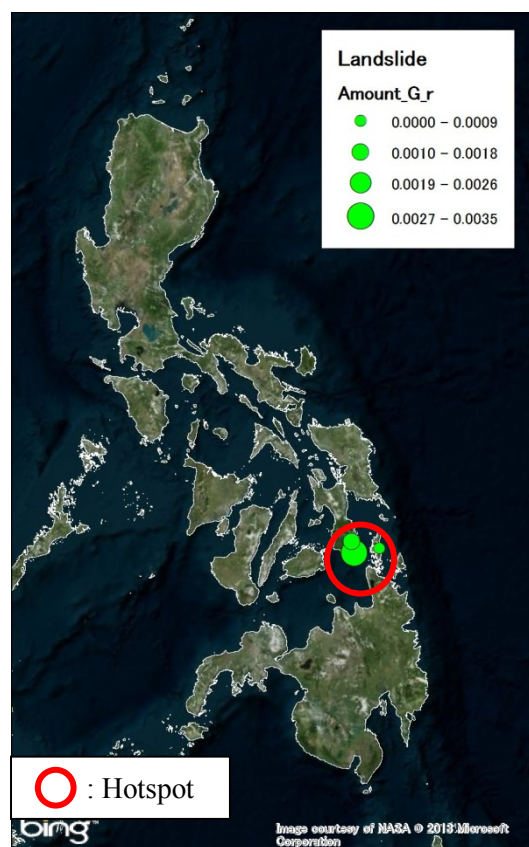 Landslide
Amount_G_r
0.0000 - 0.0009
0.0010 - 0.0018
0.0019 - 0.0026
0.0027 - 0.0035
: Hotspot
bing™
Image courtesy of NASA © 2013 Microsoft
Corporation